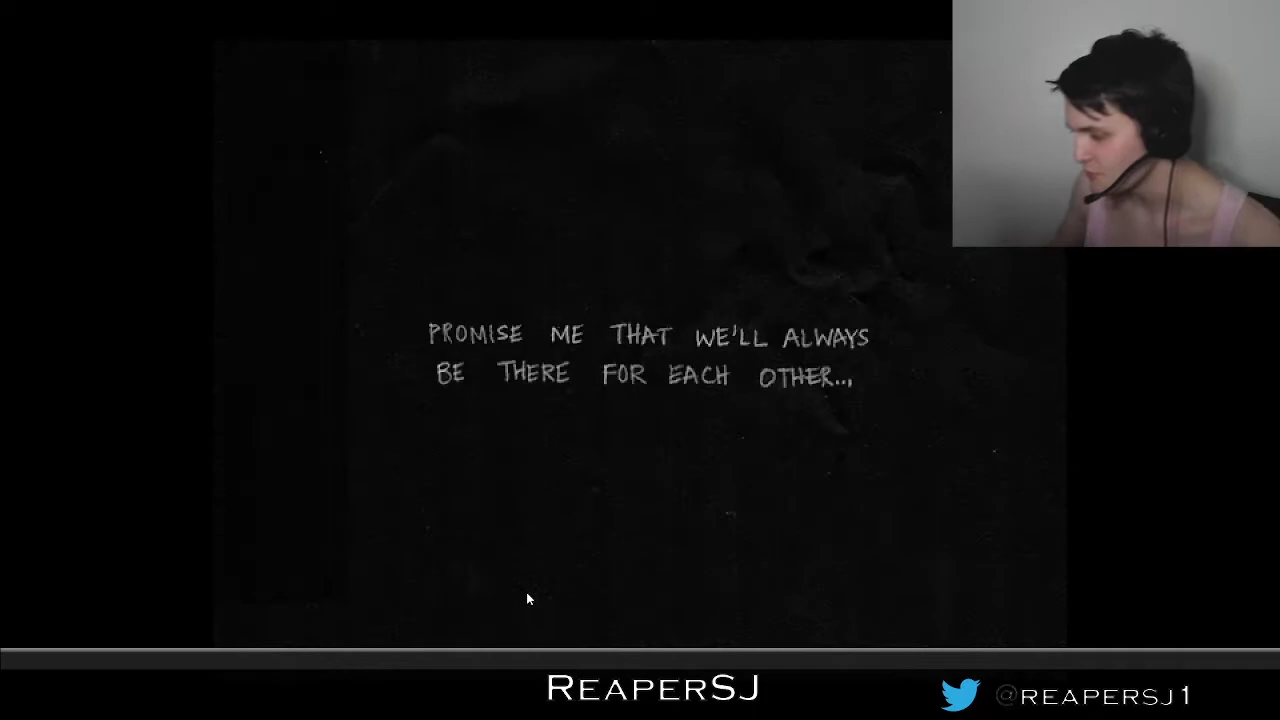 PROMISE ME THAT WE'LL ALWAYS
BE THERE FOR EACH OTHER...
REAPERSJ
@REAPERSJ1